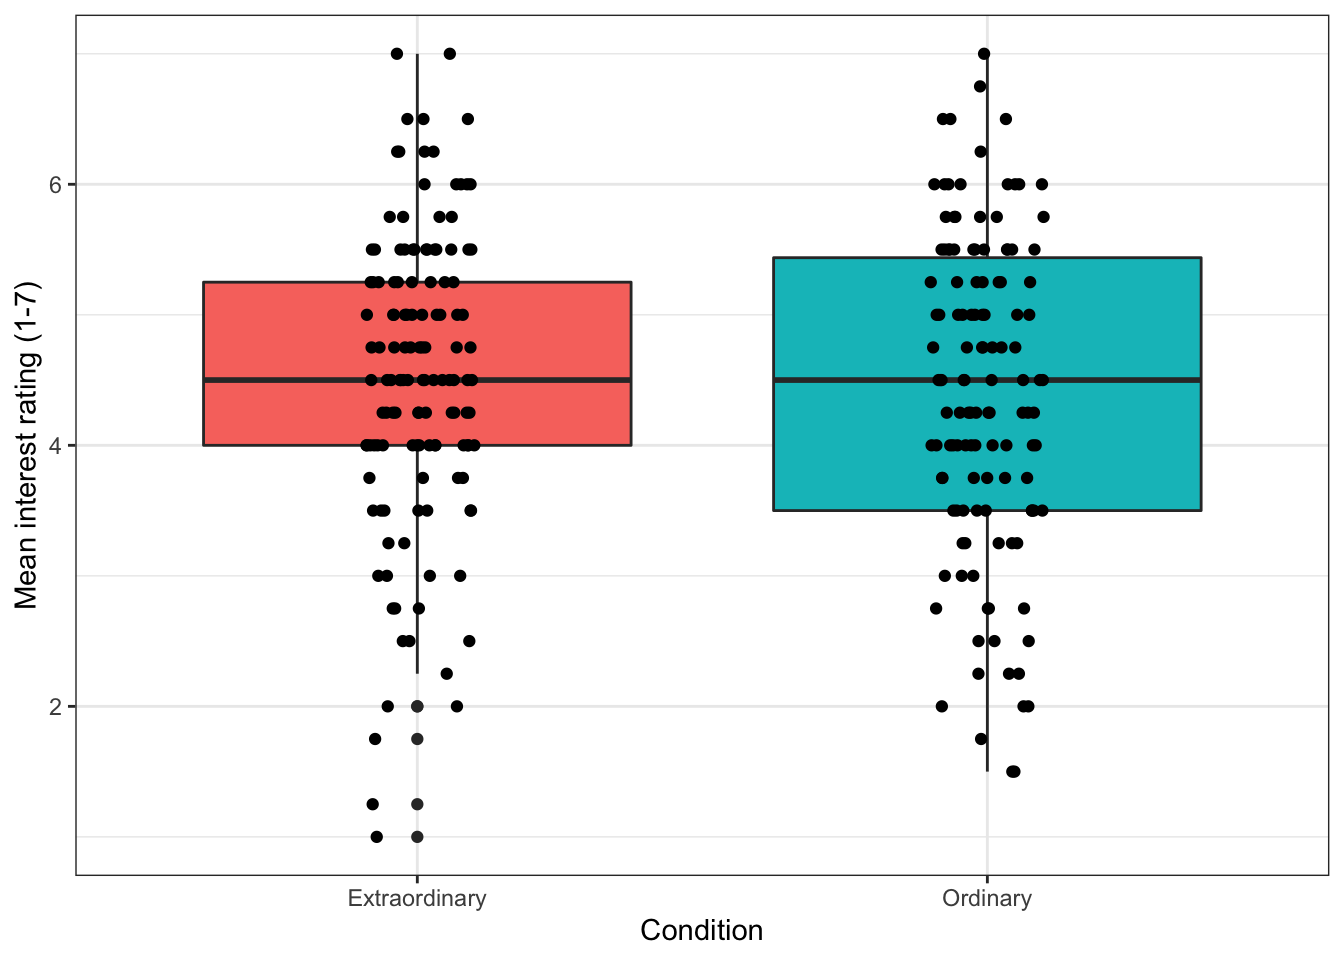 Mean interest rating (1-7)
6
4
2
Extraordinary
Ordinary
Condition